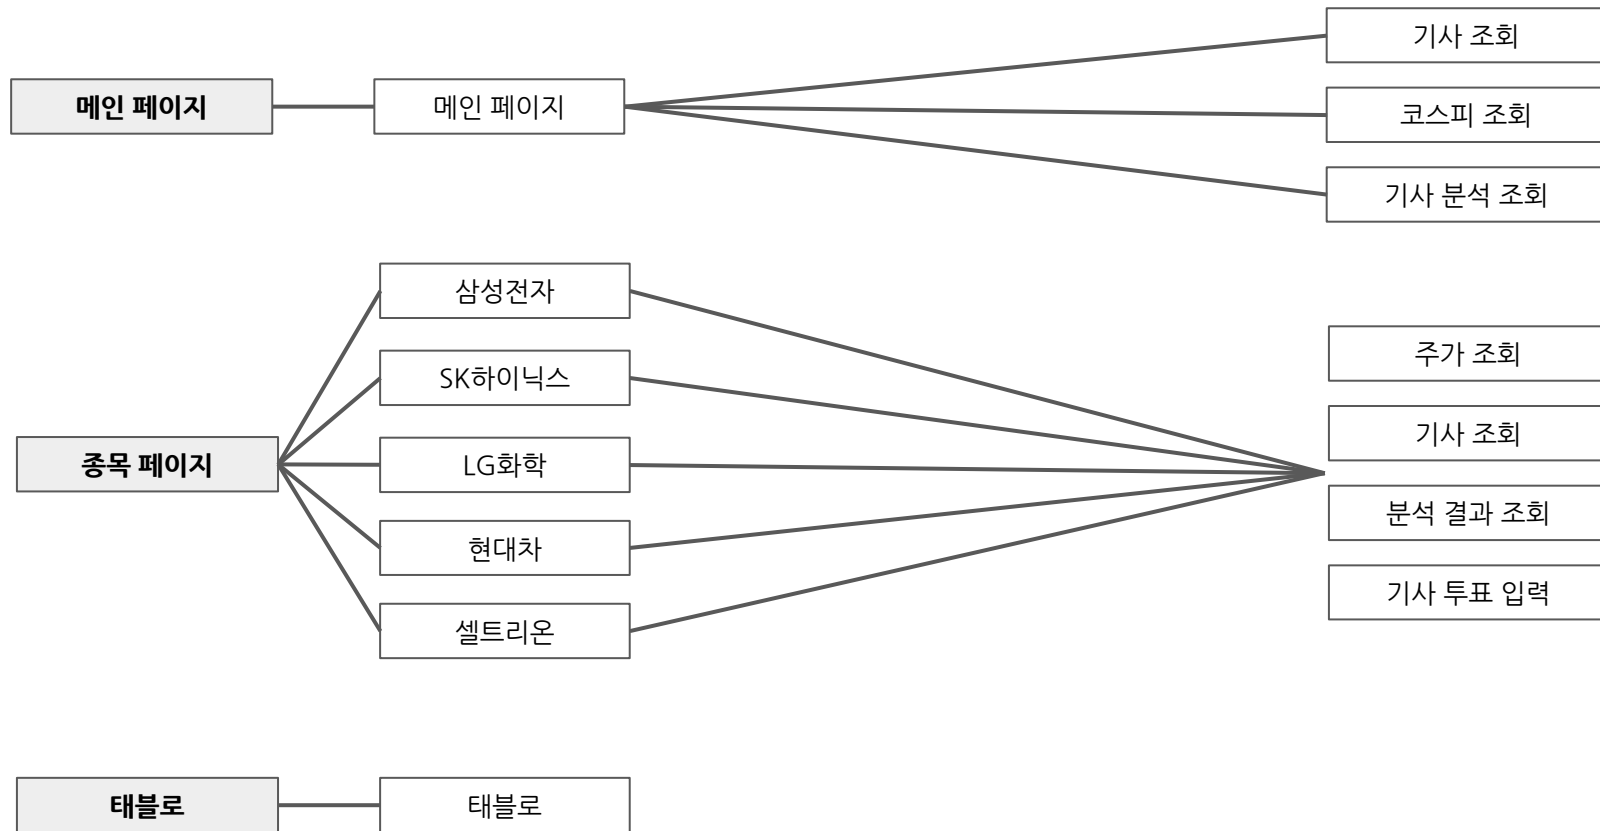 메인 페이지
메인 페이지
기사 조회
코스피 조회
기사 분석 조회
종목 페이지
삼성전자
SK하이닉스
LG화학
현대차
셀트리온
주가 조회
기사 조회
분석 결과 조회
기사 투표 입력
태블로
태블로